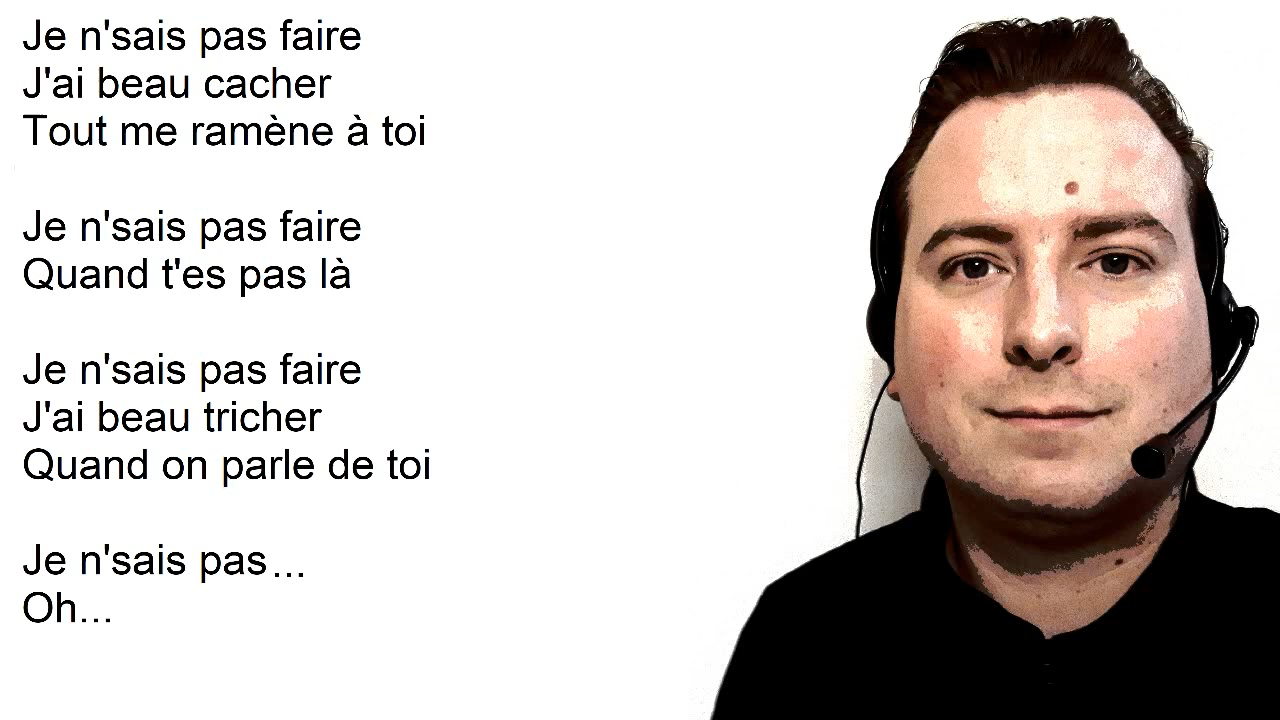 Je n'sais pas faire
J'ai beau cacher
Tout me ramène à toi
Je n'sais pas faire
Quand t'es pas là
Je n'sais pas faire
J'ai beau tricher
Quand on parle de toi
Je n'sais pas...
Oh...